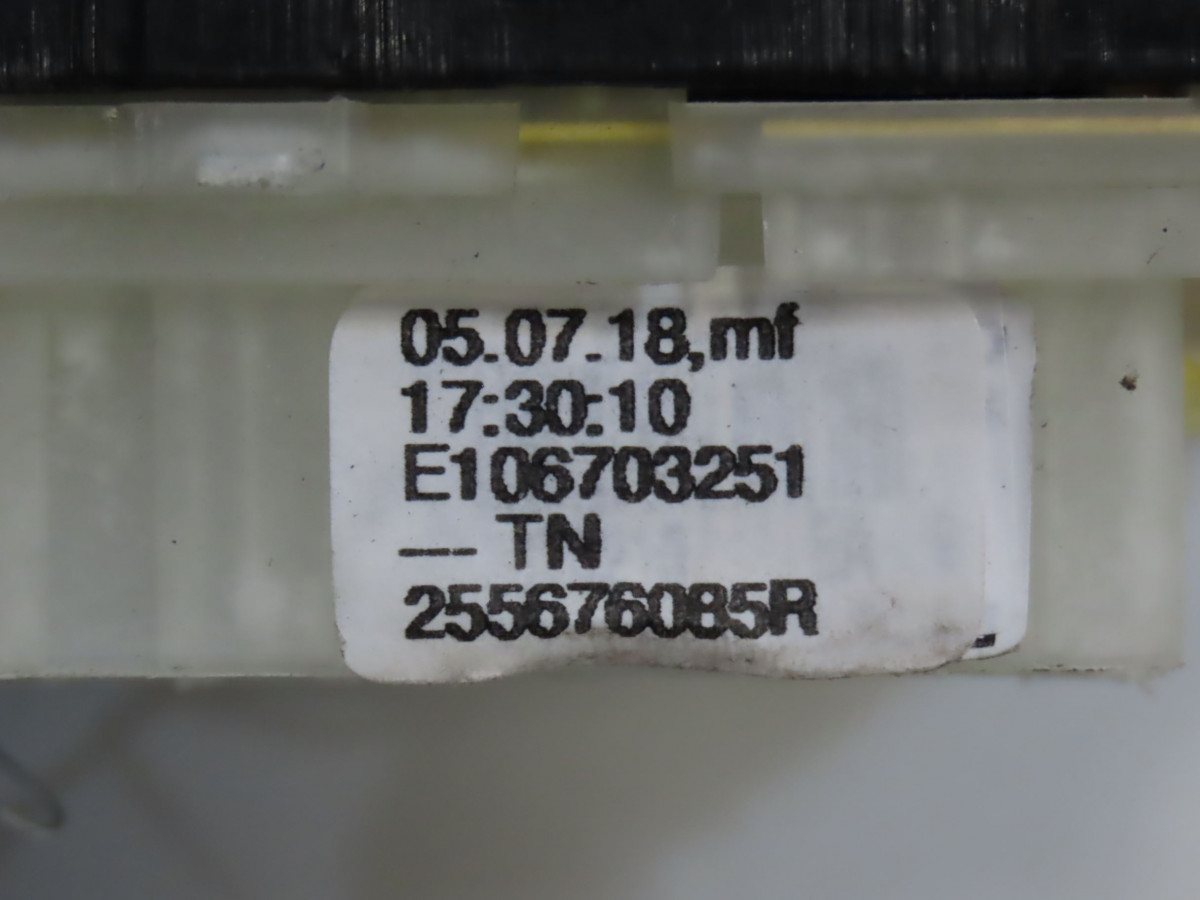 05.07.18,mf
17:30:10
E106703251
— TN
255676085R